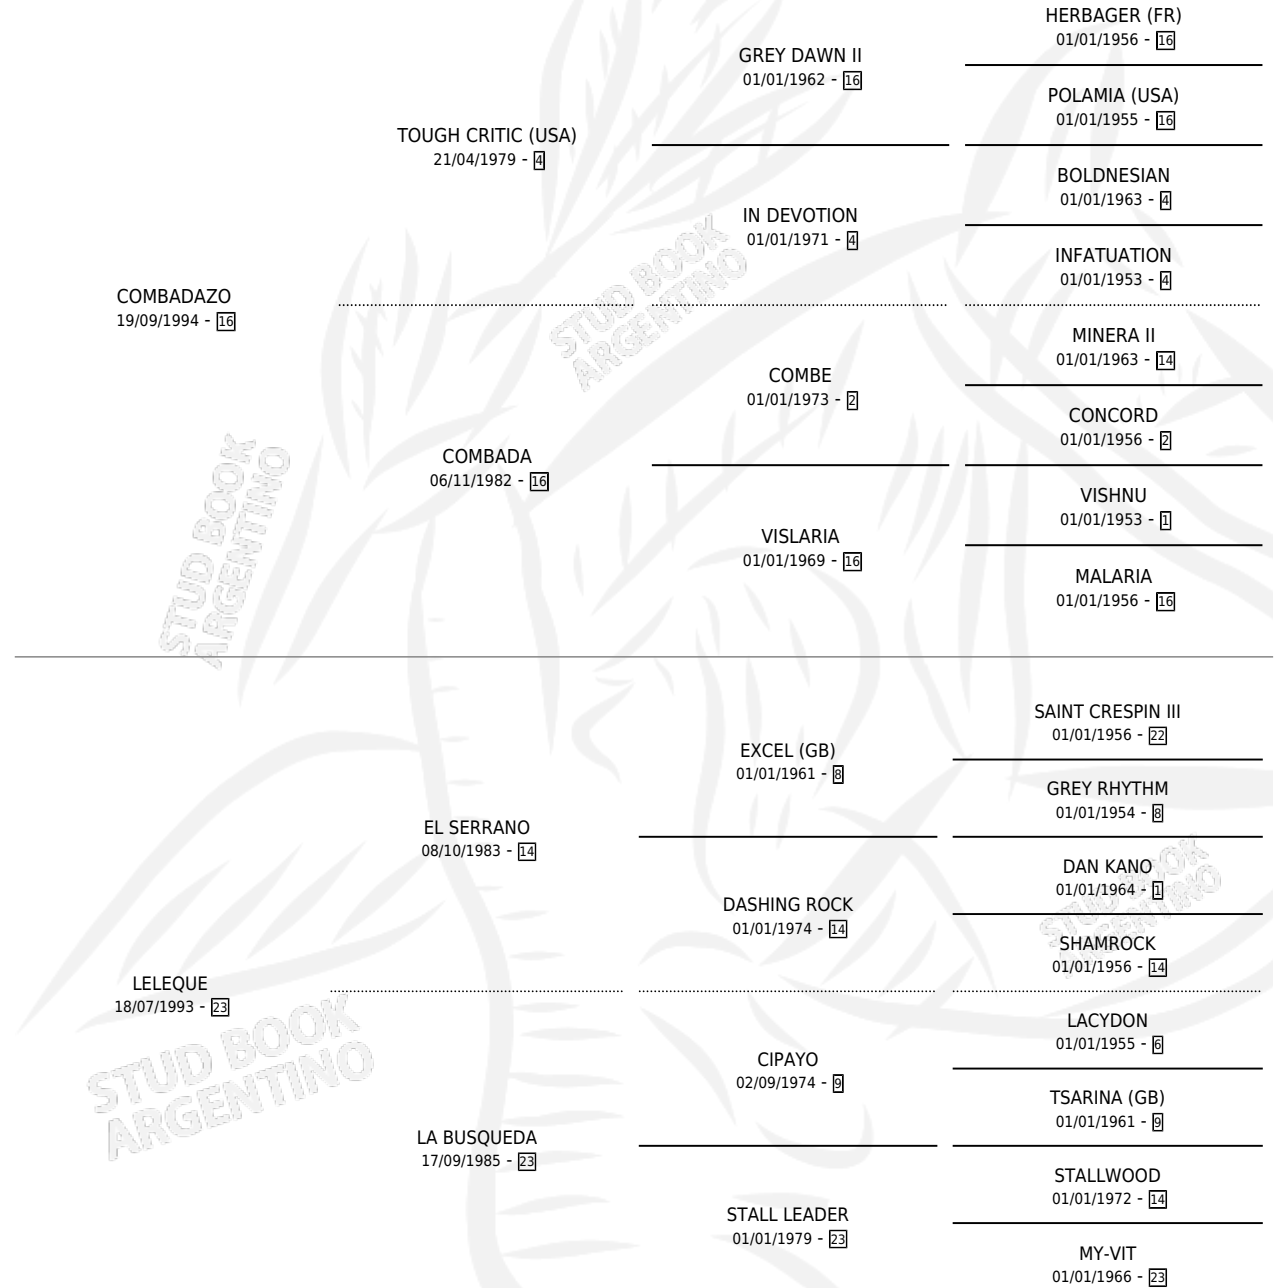 HERBAGER (FR)
01/01/1956 - 16
GREY DAWN II
01/01/1962 - 16
POLAMIA (USA)
01/01/1955 - 16
TOUGH CRITIC (USA)
21/04/1979 - 4
BOLDNESIAN
01/01/1963 - 4
IN DEVOTION
01/01/1971 - 4
INFATUATION
01/01/1953 - 4
COMBADAZO
19/09/1994 - 16
MINERA II
01/01/1963 - 14
COMBE
01/01/1973 - 2
CONCORD
01/01/1956 - 2
COMBADA
06/11/1982 - 16
VISHNU
01/01/1953 - 1
VISLARIA
01/01/1969 - 16
MALARIA
01/01/1956 - 16
SAINT CRESPIN III
01/01/1956 - 22
EXCEL (GB)
01/01/1961 - 8
GREY RHYTHM
01/01/1954 - 8
EL SERRANO
08/10/1983 - 14
DAN KANO
01/01/1964 - 1
DASHING ROCK
01/01/1974 - 14
SHAMROCK
01/01/1956 - 14
LELEQUE
18/07/1993 - 23
LACYDON
01/01/1955 - 6
CIPAYO
02/09/1974 - 9
TSARINA (GB)
01/01/1961 - 9
LA BUSQUEDA
17/09/1985 - 23
STALLWOOD
01/01/1972 - 14
STALL LEADER
01/01/1979 - 23
MY-VIT
01/01/1966 - 23
STUD BOOK
ARGENTINO
STUD BOOK
ARGENTINO
STUD BOOK
ARGENTINO
STUD BOOK
ARGENTINO